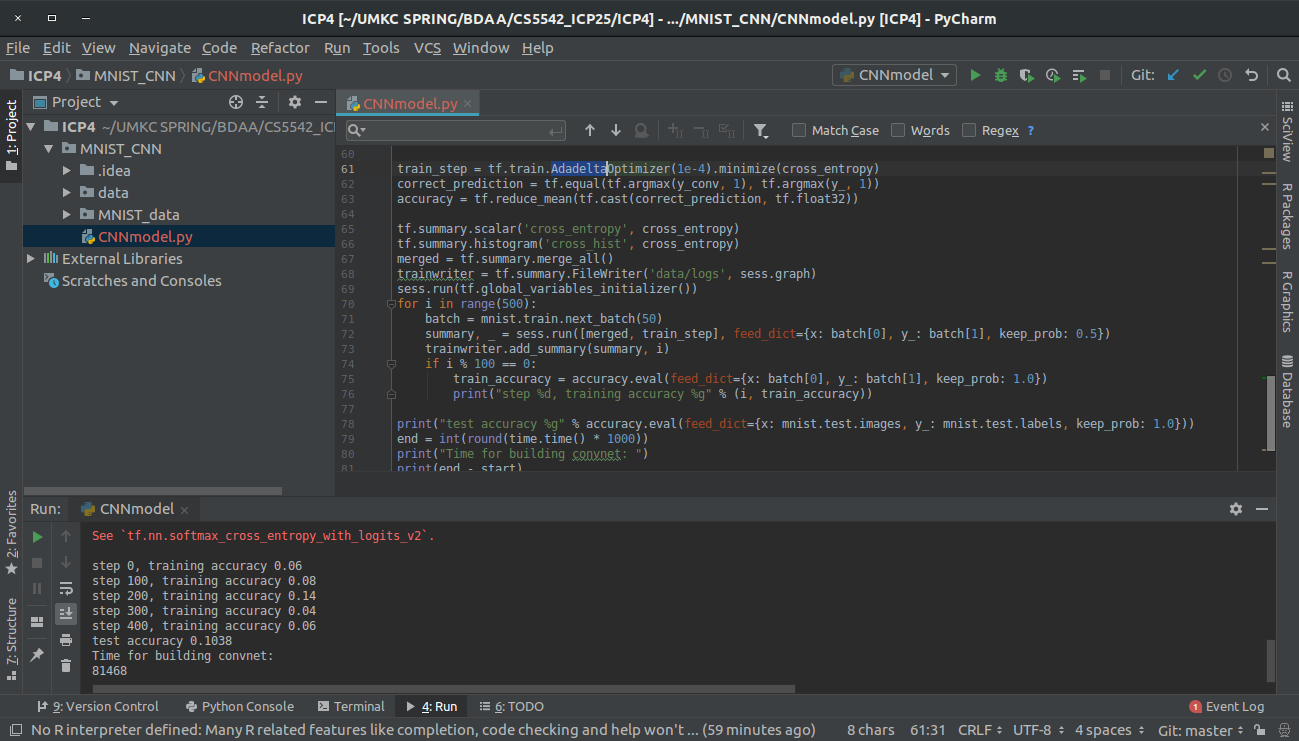 ICP4 [~/UMKC SPRING/BDAA/CS5542_ICP25/ICP4] - .../MNIST_CNN/CNNmodel.py [ICP4] - PyCharm
File Edit View Navigate Code Refactor Run Tools VCS Window Help
ICP4 MNIST_CNN CNNmodel.py
CNNmodel
Git:
1: Project
Project
ICP4 ~/UMKC SPRING/BDAA/CS5542_ICP
MNIST_CNN
.idea
data
MNIST_data
CNNmodel.py
External Libraries
Scratches and Consoles
CNNmodel.py
Match Case Words Regex ?
60
61 train_step = tf.train.AdadeltaOptimizer(1e-4).minimize(cross_entropy)
62 correct_prediction = tf.equal(tf.argmax(y_conv, 1), tf.argmax(y_, 1))
63 accuracy = tf.reduce_mean(tf.cast(correct_prediction, tf.float32))
64
65 tf.summary.scalar('cross_entropy', cross_entropy)
66 tf.summary.histogram('cross_hist', cross_entropy)
67 merged = tf.summary.merge_all()
68 trainwriter = tf.summary.FileWriter('data/logs', sess.graph)
69 sess.run(tf.global_variables_initializer())
70 for i in range(500):
71 batch = mnist.train.next_batch(50)
72 summary, _ = sess.run([merged, train_step], feed_dict={x: batch[0], y_: batch[1], keep_prob: 0.5})
73 trainwriter.add_summary(summary, i)
74 if i % 100 == 0:
75 train_accuracy = accuracy.eval(feed_dict={x: batch[0], y_: batch[1], keep_prob: 1.0})
76 print("step %d, training accuracy %g" % (i, train_accuracy))
77
78 print("test accuracy %g" % accuracy.eval(feed_dict={x: mnist.test.images, y_: mnist.test.labels, keep_prob: 1.0}))
79 end = int(round(time.time() * 1000))
80 print("Time for building convnet: ")
81 print(end - start)
SciView
R Packages
R Graphics
Database
2: Favorites
7: Structure
Run: CNNmodel
See `tf.nn.softmax_cross_entropy_with_logits_v2`.
step 0, training accuracy 0.06
step 100, training accuracy 0.08
step 200, training accuracy 0.14
step 300, training accuracy 0.04
step 400, training accuracy 0.06
test accuracy 0.1038
Time for building convnet:
81468
9: Version Control Python Console Terminal 4: Run 6: TODO 1 Event Log
No R interpreter defined: Many R related features like completion, code checking and help won't ... (59 minutes ago) 8 chars 61:31 CRLF UTF-8 4 spaces Git: master